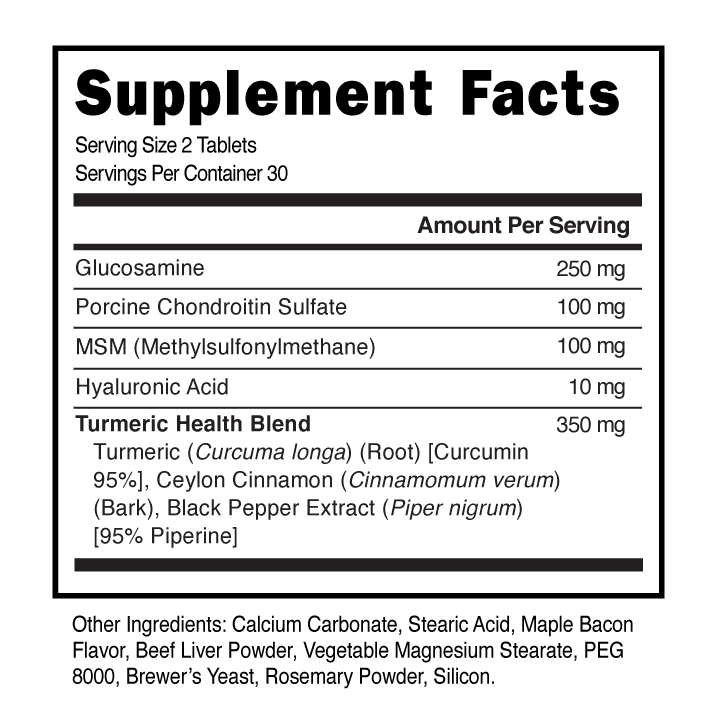 Supplement Facts
Serving Size 2 Tablets
Servings Per Container 30
Amount Per Serving
Glucosamine 250 mg
Porcine Chondroitin Sulfate 100 mg
MSM (Methylsulfonylmethane) 100 mg
Hyaluronic Acid 10 mg
Turmeric Health Blend 350 mg
Turmeric (Curcuma longa) (Root) [Curcumin
95%], Ceylon Cinnamon (Cinnamomum verum)
(Bark), Black Pepper Extract (Piper nigrum)
[95% Piperine]
Other Ingredients: Calcium Carbonate, Stearic Acid, Maple Bacon
Flavor, Beef Liver Powder, Vegetable Magnesium Stearate, PEG
8000, Brewer’s Yeast, Rosemary Powder, Silicon.